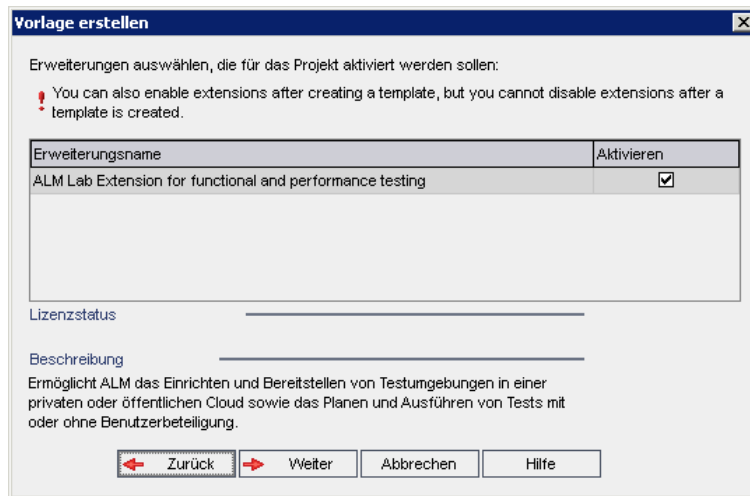 Vorlage erstellen
Erweiterungen auswählen, die für das Projekt aktiviert werden sollen:
You can also enable extensions after creating a template, but you cannot disable extensions after a
template is created.
Erweiterungsname Aktivieren
ALM Lab Extension for functional and performance testing
Lizenzstatus
Beschreibung
Ermöglicht ALM das Einrichten und Bereitstellen von Testumgebungen in einer
privaten oder öffentlichen Cloud sowie das Planen und Ausführen von Tests mit
oder ohne Benutzerbeteiligung.
Zurück Weiter Abbrechen Hilfe